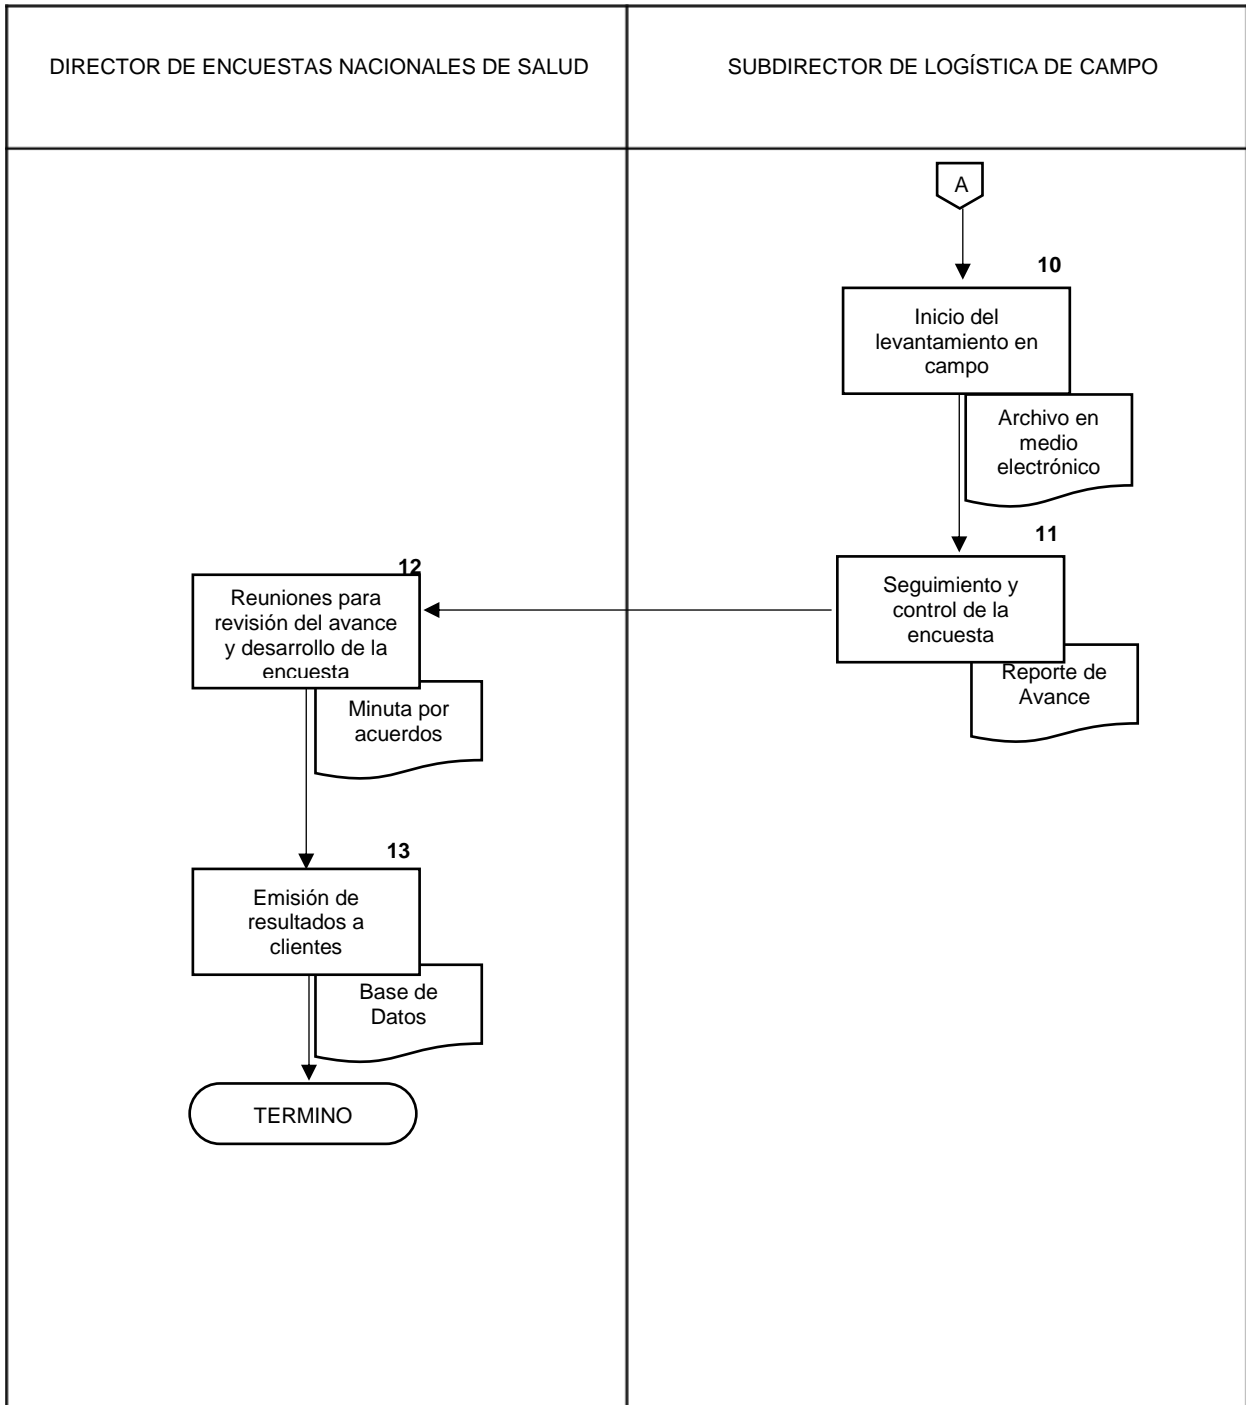 DIRECTOR DE ENCUESTAS NACIONALES DE SALUD
SUBDIRECTOR DE LOGÍSTICA DE CAMPO
A
10
Inicio del
levantamiento en
campo
Archivo en
medio
electrónico
11
Seguimiento y
control de la
encuesta
Reporte de
Avance
12
Reuniones para
revisión del avance
y desarrollo de la
encuesta
Minuta por
acuerdos
13
Emisión de
resultados a
clientes
Base de
Datos
TERMINO